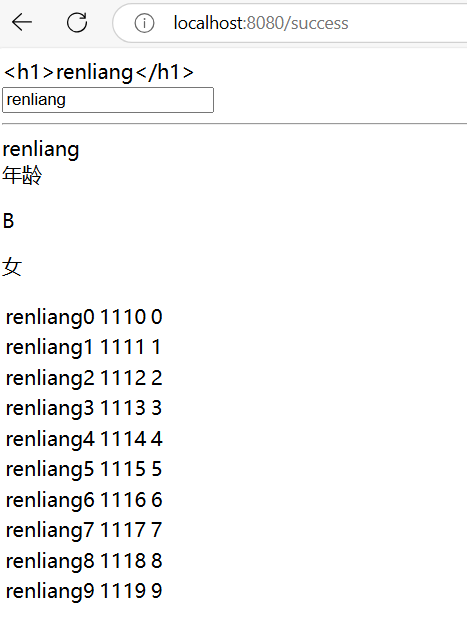 localhost:8080/success
<h1>renliang</h1>
renliang
renliang
年龄
B
女
renliang0 1110 0
renliang1 1111 1
renliang2 1112 2
renliang3 1113 3
renliang4 1114 4
renliang5 1115 5
renliang6 1116 6
renliang7 1117 7
renliang8 1118 8
renliang9 1119 9